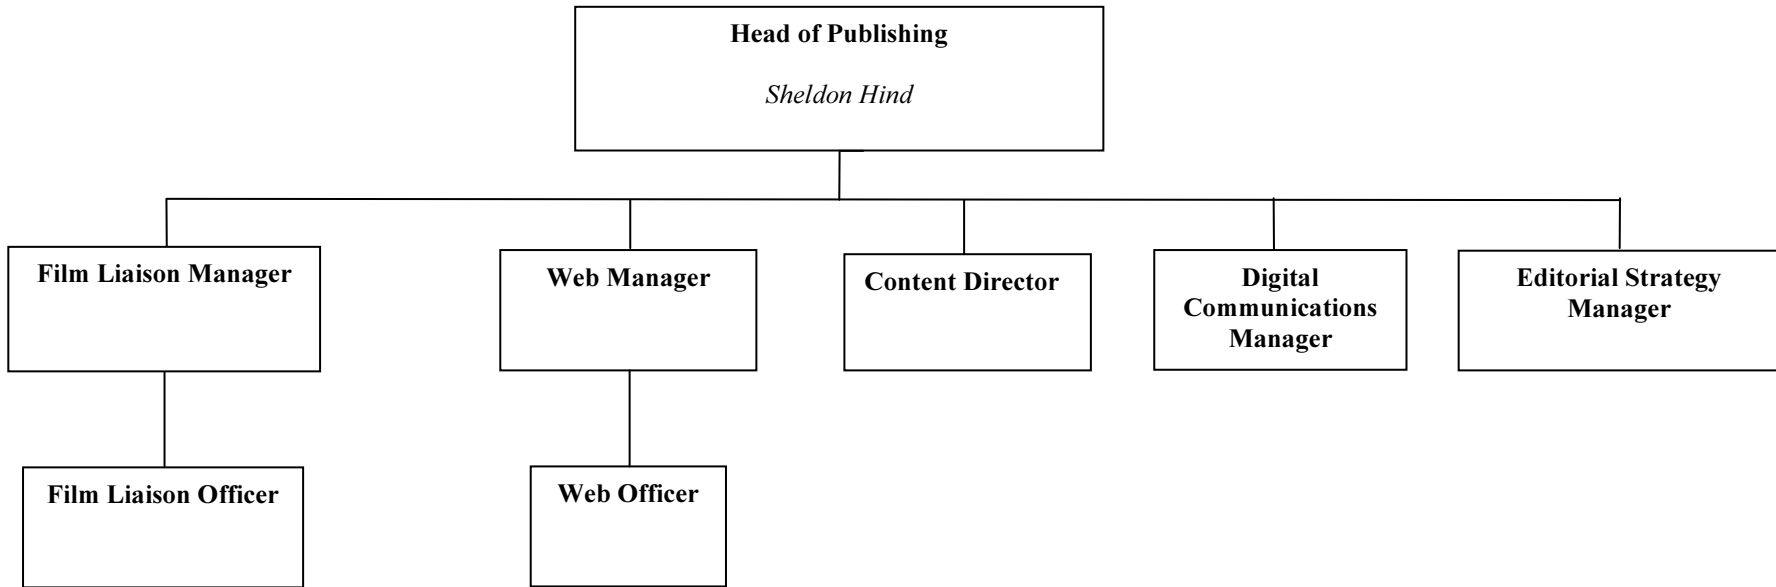 Head of Publishing
Sheldon Hind
Film Liaison Manager
Web Manager
Content Director
Digital
Communications
Manager
Editorial Strategy
Manager
Film Liaison Officer
Web Officer